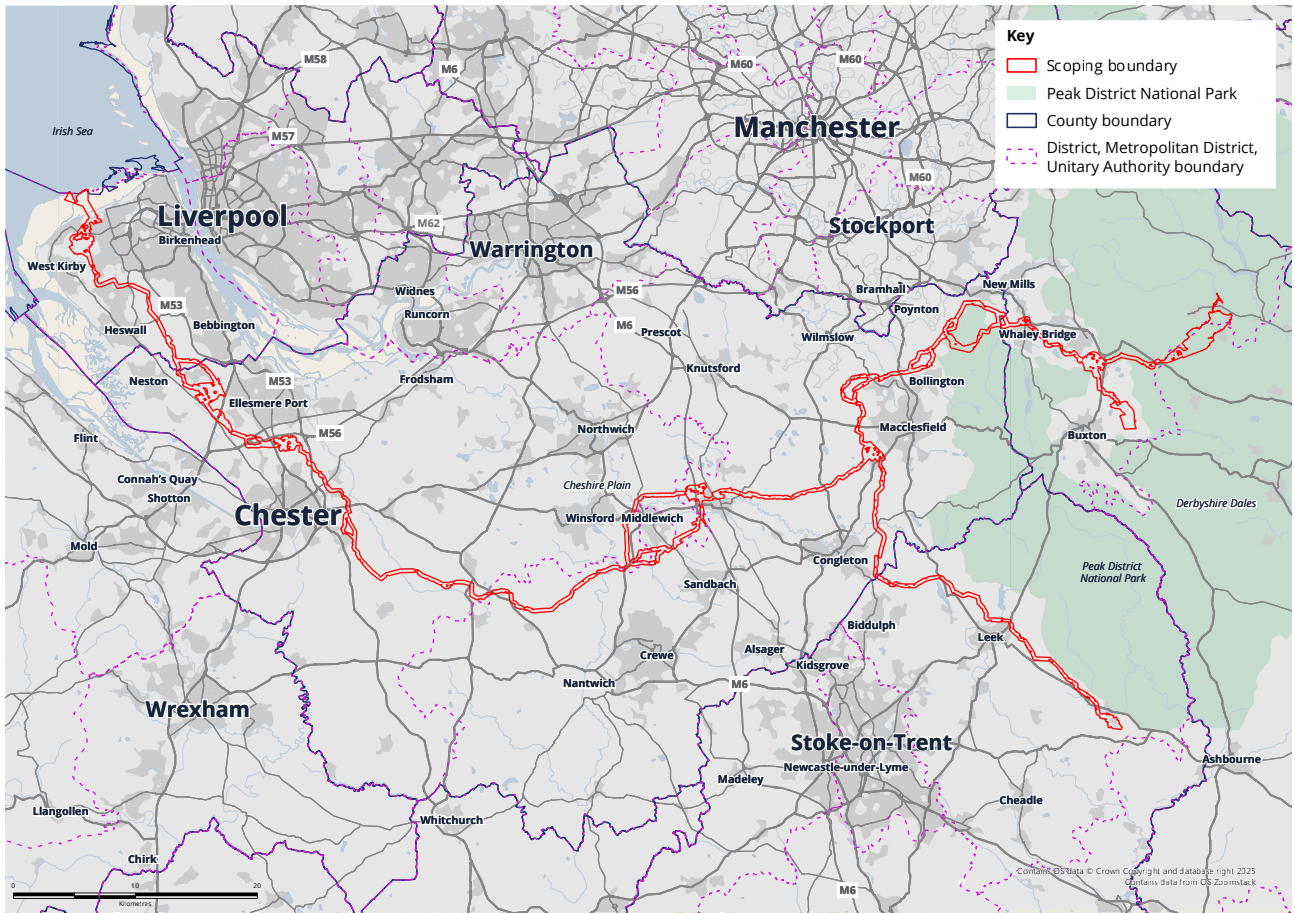 Key
Scoping boundary
Peak District National Park
County boundary
District, Metropolitan District,
Unitary Authority boundary
M58
M6
M60
M60
Irish Sea
M57
Manchester
M60
Liverpool
M62
Stockport
Birkenhead
Warrington
West Kirby
Widnes
M56
Bramhall
New Mills
M53
Runcorn
Poynton
Heswall
Bebbington
M6
Prescot
Wilmslow
Whaley Bridge
Neston
M53
Frodsham
Knutsford
Bollington
Ellesmere Port
Flint
M56
Northwich
Macclesfield
Buxton
Connah's Quay
Shotton
Cheshire Plain
Derbyshire Dales
Chester
Winsford
Middlewich
Mold
Congleton
Peak District
National Park
Sandbach
Biddulph
Leek
Crewe
Alsager
Kidsgrove
Nantwich
M6
Wrexham
Stoke-on-Trent
Newcastle-under-Lyme
Ashbourne
Madeley
Cheadle
Llangollen
Whitchurch
Chirk
M6
0
10
20
Kilometres
Contains OS data © Crown Copyright and database right 2025
Contains data from OS Zoomstack